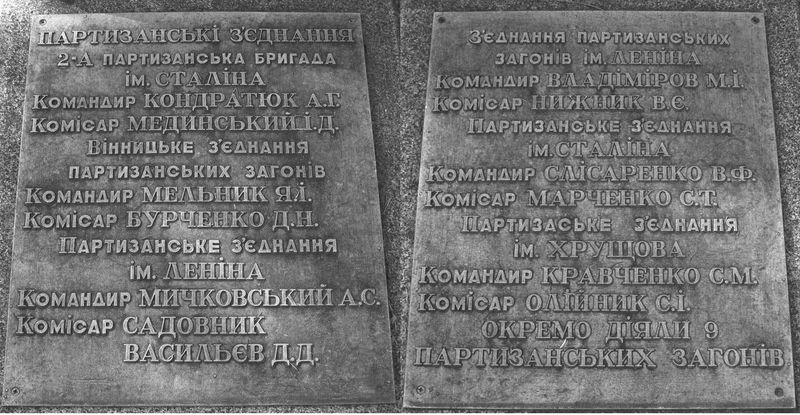 ПАРТИЗАНСЬКІ З'ЄДНАННЯ
2-А ПАРТИЗАНСЬКА БРИГАДА
ІМ. СТАЛІНА
КОМАНДИР КОНДРАТЮК А.Г.
КОМІСАР МЕДИНСЬКИЙ І.Д.
ВІННИЦЬКЕ З'ЄДНАННЯ
ПАРТИЗАНСЬКИХ ЗАГОНІВ
КОМАНДИР МЕЛЬНИК Я.І.
КОМІСАР БУРЧЕНКО Д.Н.
ПАРТИЗАНСЬКЕ З'ЄДНАННЯ
ІМ. ЛЕНІНА
КОМАНДИР МИЧКОВСЬКИЙ А.С.
КОМІСАР САДОВНИК
ВАСИЛЬЄВ Д.Д.
З'ЄДНАННЯ ПАРТИЗАНСЬКИХ
ЗАГОНІВ ІМ. ЛЕНІНА
КОМАНДИР ВЛАДІМІРОВ М.І.
КОМІСАР НИЖНИК В.Є.
ПАРТИЗАНСЬКЕ З'ЄДНАННЯ
ІМ. СТАЛІНА
КОМАНДИР СЛІСАРЕНКО В.Ф.
КОМІСАР МАРЧЕНКО С.Т.
ПАРТИЗАСЬКЕ З'ЄДНАННЯ
ІМ. ХРУЩОВА
КОМАНДИР КРАВЧЕНКО С.М.
КОМІСАР ОЛІЙНИК С.І.
ОКРЕМО ДІЯЛИ 9
ПАРТИЗАНСЬКИХ ЗАГОНІВ